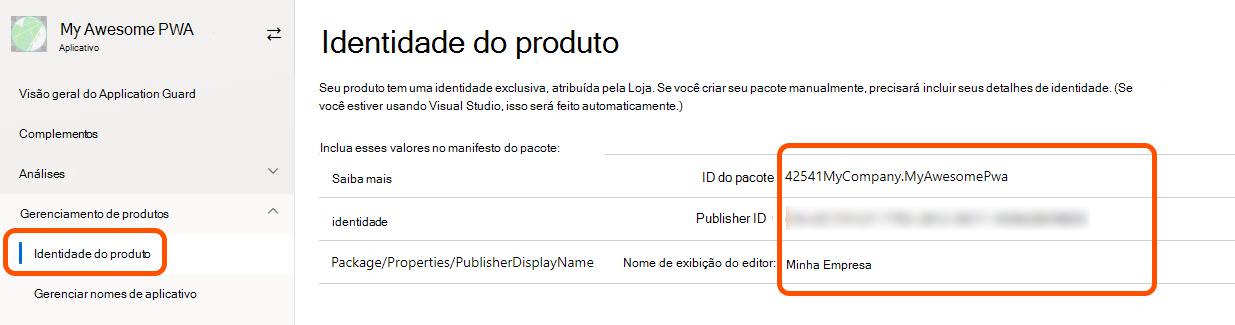 My Awesome PWA
Aplicativo
Visão geral do Application Guard
Complementos
Análises
Gerenciamento de produtos
Identidade do produto
Gerenciar nomes de aplicativo
Identidade do produto
Seu produto tem uma identidade exclusiva, atribuída pela Loja. Se você criar seu pacote manualmente, precisará incluir seus detalhes de identidade. (Se
você estiver usando Visual Studio, isso será feito automaticamente.)
Inclua esses valores no manifesto do pacote:
Saiba mais ID do pacote 42541MyCompany.MyAwesomePwa
identidade Publisher ID
Package/Properties/PublisherDisplayName Nome de exibição do editor: Minha Empresa